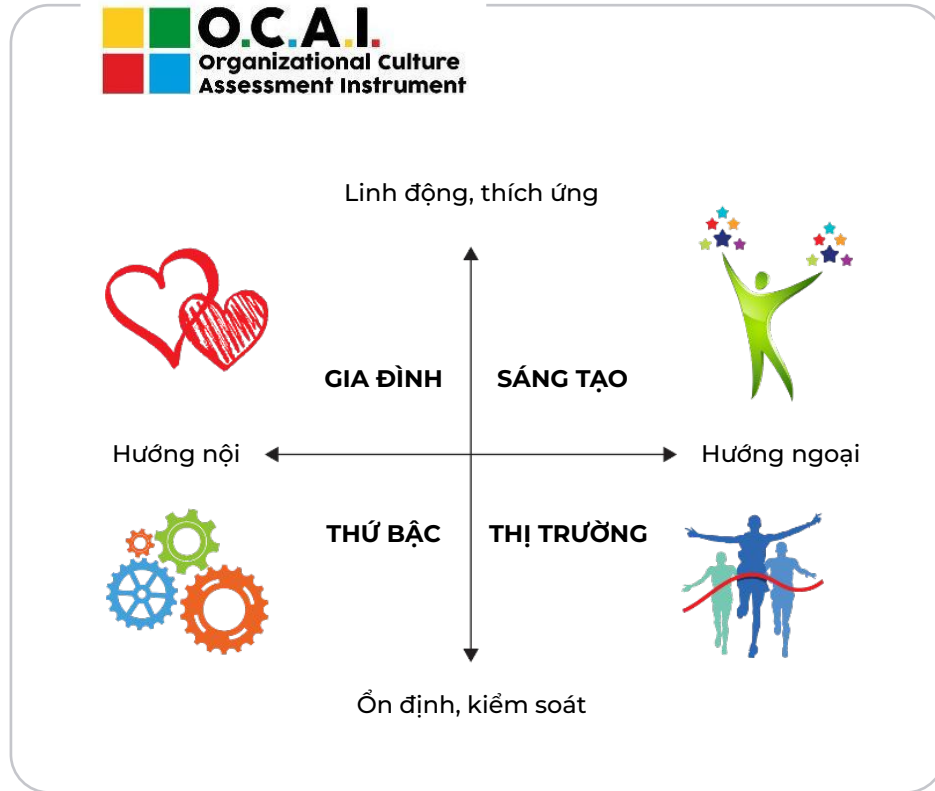 O.C.A.I.
Organizational Culture
Assessment Instrument
Linh động, thích ứng
GIA ĐÌNH
SÁNG TẠO
Hướng nội
Hướng ngoại
THỨ BẬC
THỊ TRƯỜNG
Ổn định, kiểm soát